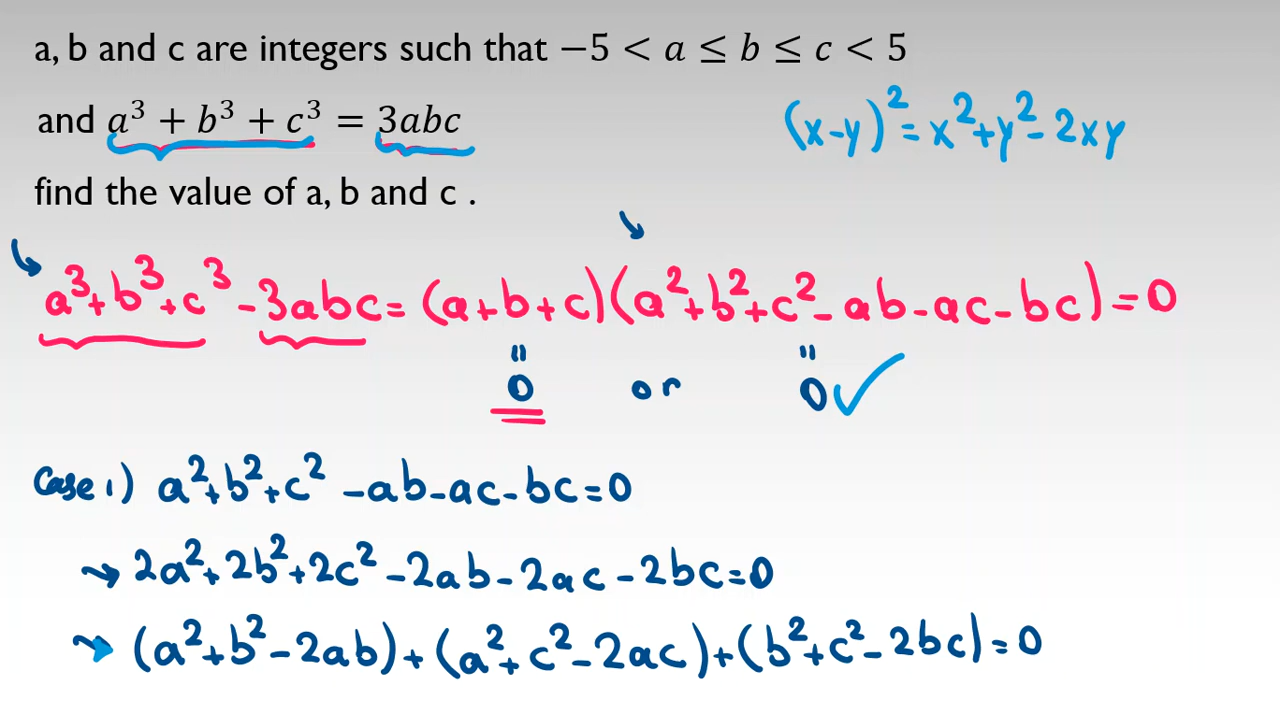 a, b and c are integers such that −5 < a ≤ b ≤ c < 5
and a³ + b³ + c³ = 3abc
(x-y)² = x² + y² - 2xy
find the value of a, b and c .
a³ + b³ + c³ - 3abc = (a+b+c)(a² + b² + c² - ab - ac - bc) = 0
" "
0 or 0 ✓
Case 1) a² + b² + c² - ab - ac - bc = 0
→ 2a² + 2b² + 2c² - 2ab - 2ac - 2bc = 0
→ (a² + b² - 2ab) + (a² + c² - 2ac) + (b² + c² - 2bc) = 0